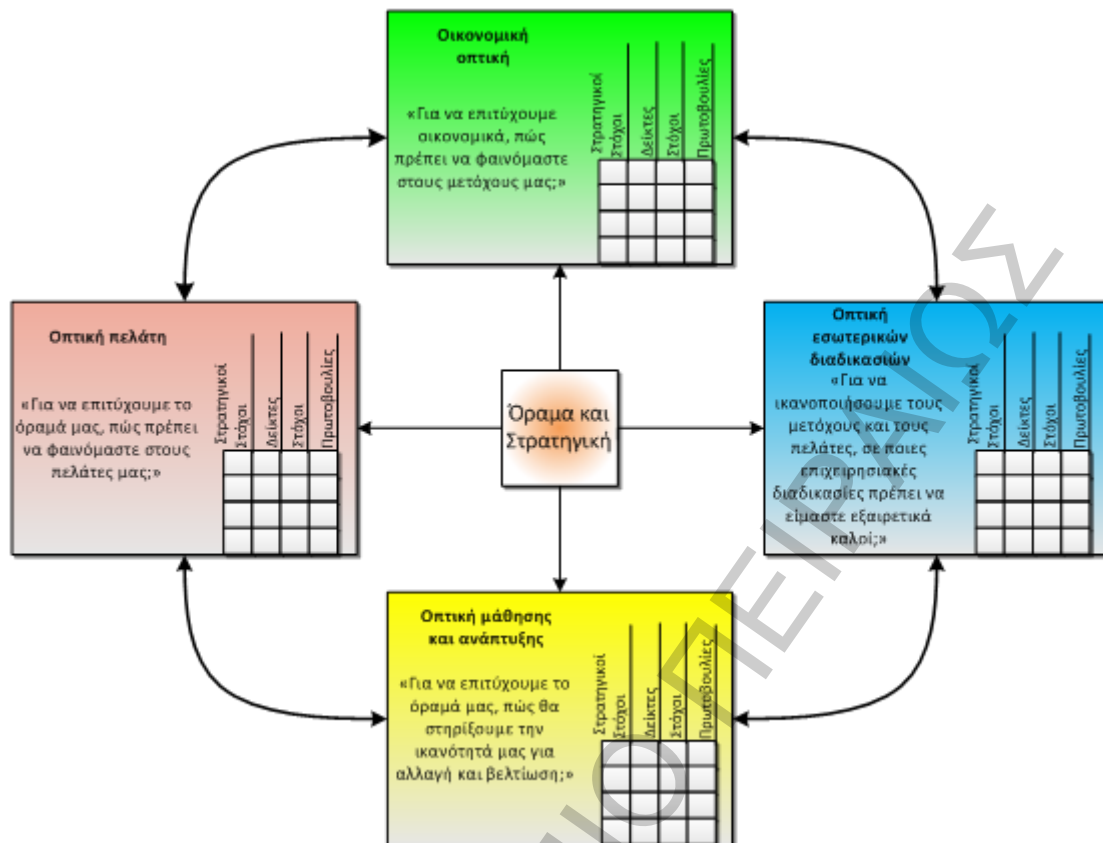 Οικονομική
οπτική
«Για να επιτύχουμε
οικονομικά, πώς
πρέπει να φαινόμαστε
στους μετόχους μας;»
Στρατηγικοί
Στόχοι
Δείκτες
Στόχοι
Πρωτοβουλίες
Οπτική πελάτη
«Για να επιτύχουμε το
όραμά μας, πώς πρέπει
να φαινόμαστε στους
πελάτες μας;»
Στρατηγικοί
Στόχοι
Δείκτες
Στόχοι
Πρωτοβουλίες
Όραμα και
Στρατηγική
Οπτική
εσωτερικών
διαδικασιών
«Για να
ικανοποιήσουμε τους
μετόχους και τους
πελάτες, σε ποιες
επιχειρησιακές
διαδικασίες πρέπει να
είμαστε εξαιρετικά
καλοί;»
Στρατηγικοί
Στόχοι
Δείκτες
Στόχοι
Πρωτοβουλίες
Οπτική μάθησης
και ανάπτυξης
«Για να επιτύχουμε το
όραμά μας, πώς θα
στηρίξουμε την
ικανότητά μας για
αλλαγή και βελτίωση;»
Στρατηγικοί
Στόχοι
Δείκτες
Στόχοι
Πρωτοβουλίες
ΠΕΙΡΑΙΩΣ